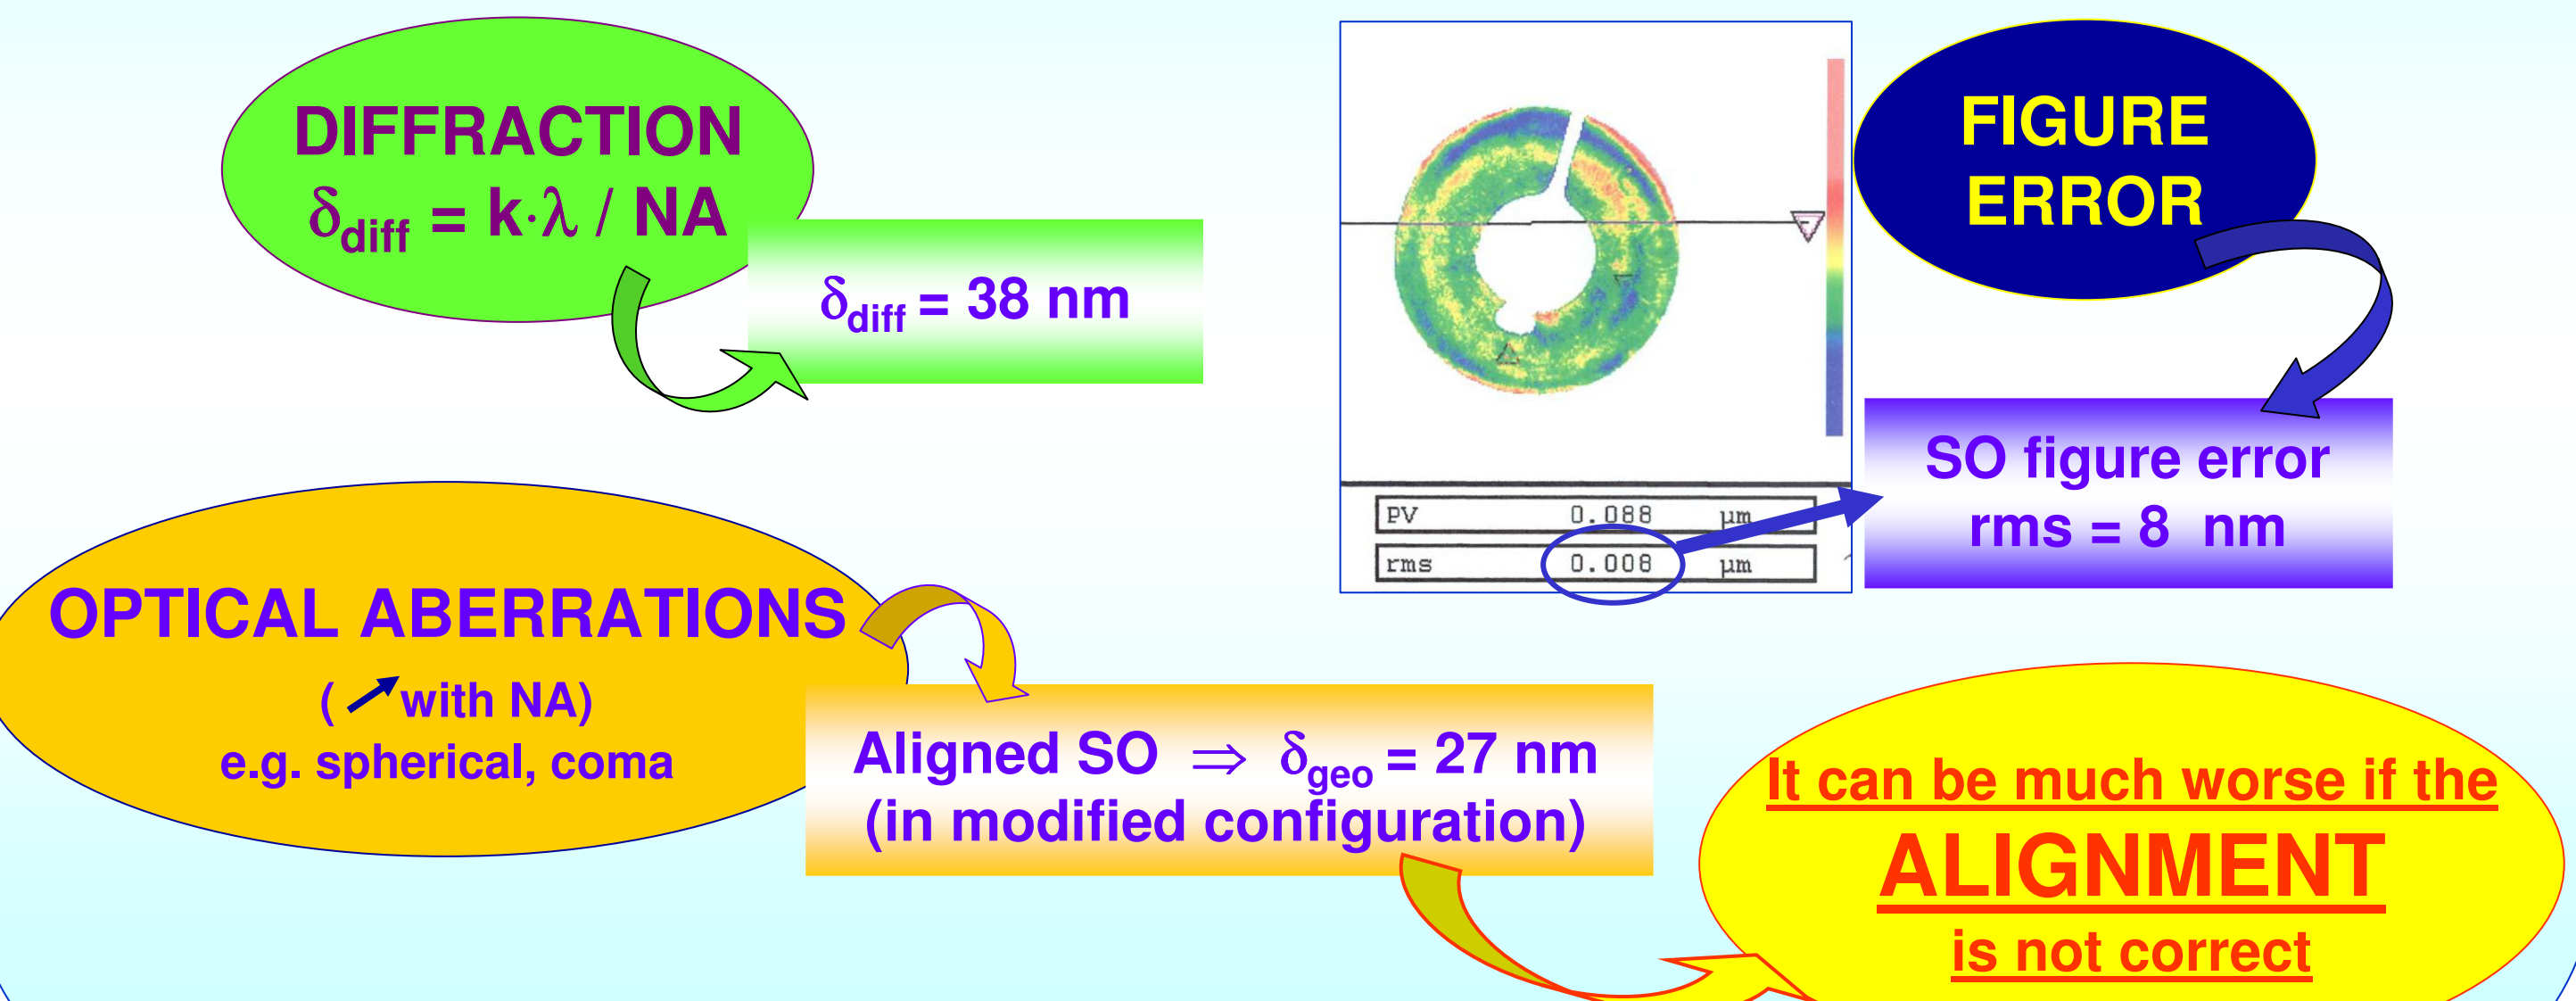 DIFFRACTION
δdiff = k·λ / NA
δdiff = 38 nm
FIGURE
ERROR
PV 0.088 µm
rms 0.008 µm
SO figure error
rms = 8 nm
OPTICAL ABERRATIONS
(↗with NA)
e.g. spherical, coma
Aligned SO ⇒ δgeo = 27 nm
(in modified configuration)
It can be much worse if the
ALIGNMENT
is not correct